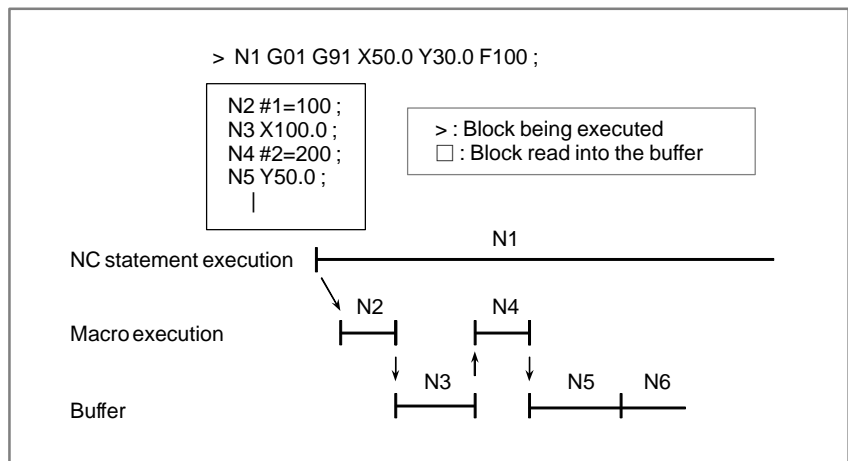 > N1 G01 G91 X50.0 Y30.0 F100 ;
N2 #1=100 ;
N3 X100.0 ;
N4 #2=200 ;
N5 Y50.0 ;
> : Block being executed
□ : Block read into the buffer
N1
NC statement execution
N2
N4
Macro execution
N3
N5
N6
Buffer